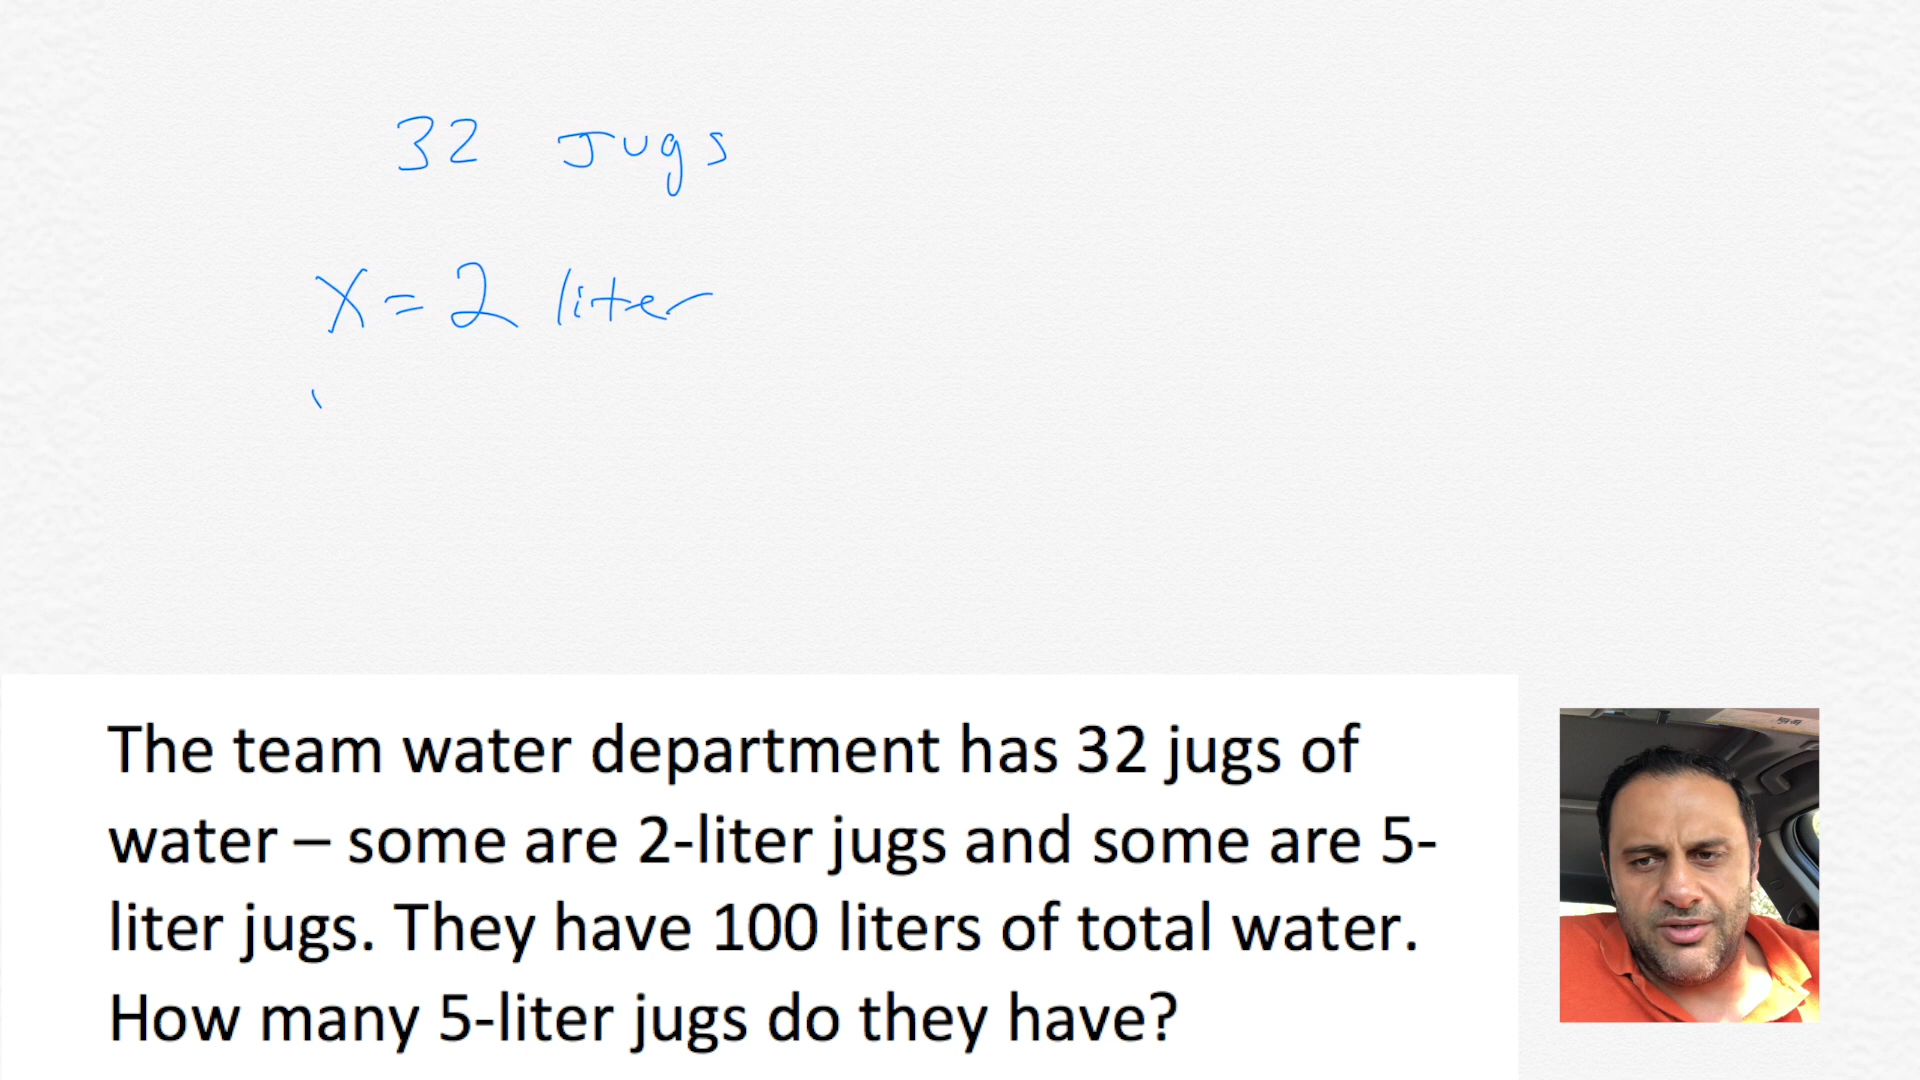 32 Jugs
X = 2 liter
The team water department has 32 jugs of
water – some are 2-liter jugs and some are 5-
liter jugs. They have 100 liters of total water.
How many 5-liter jugs do they have?